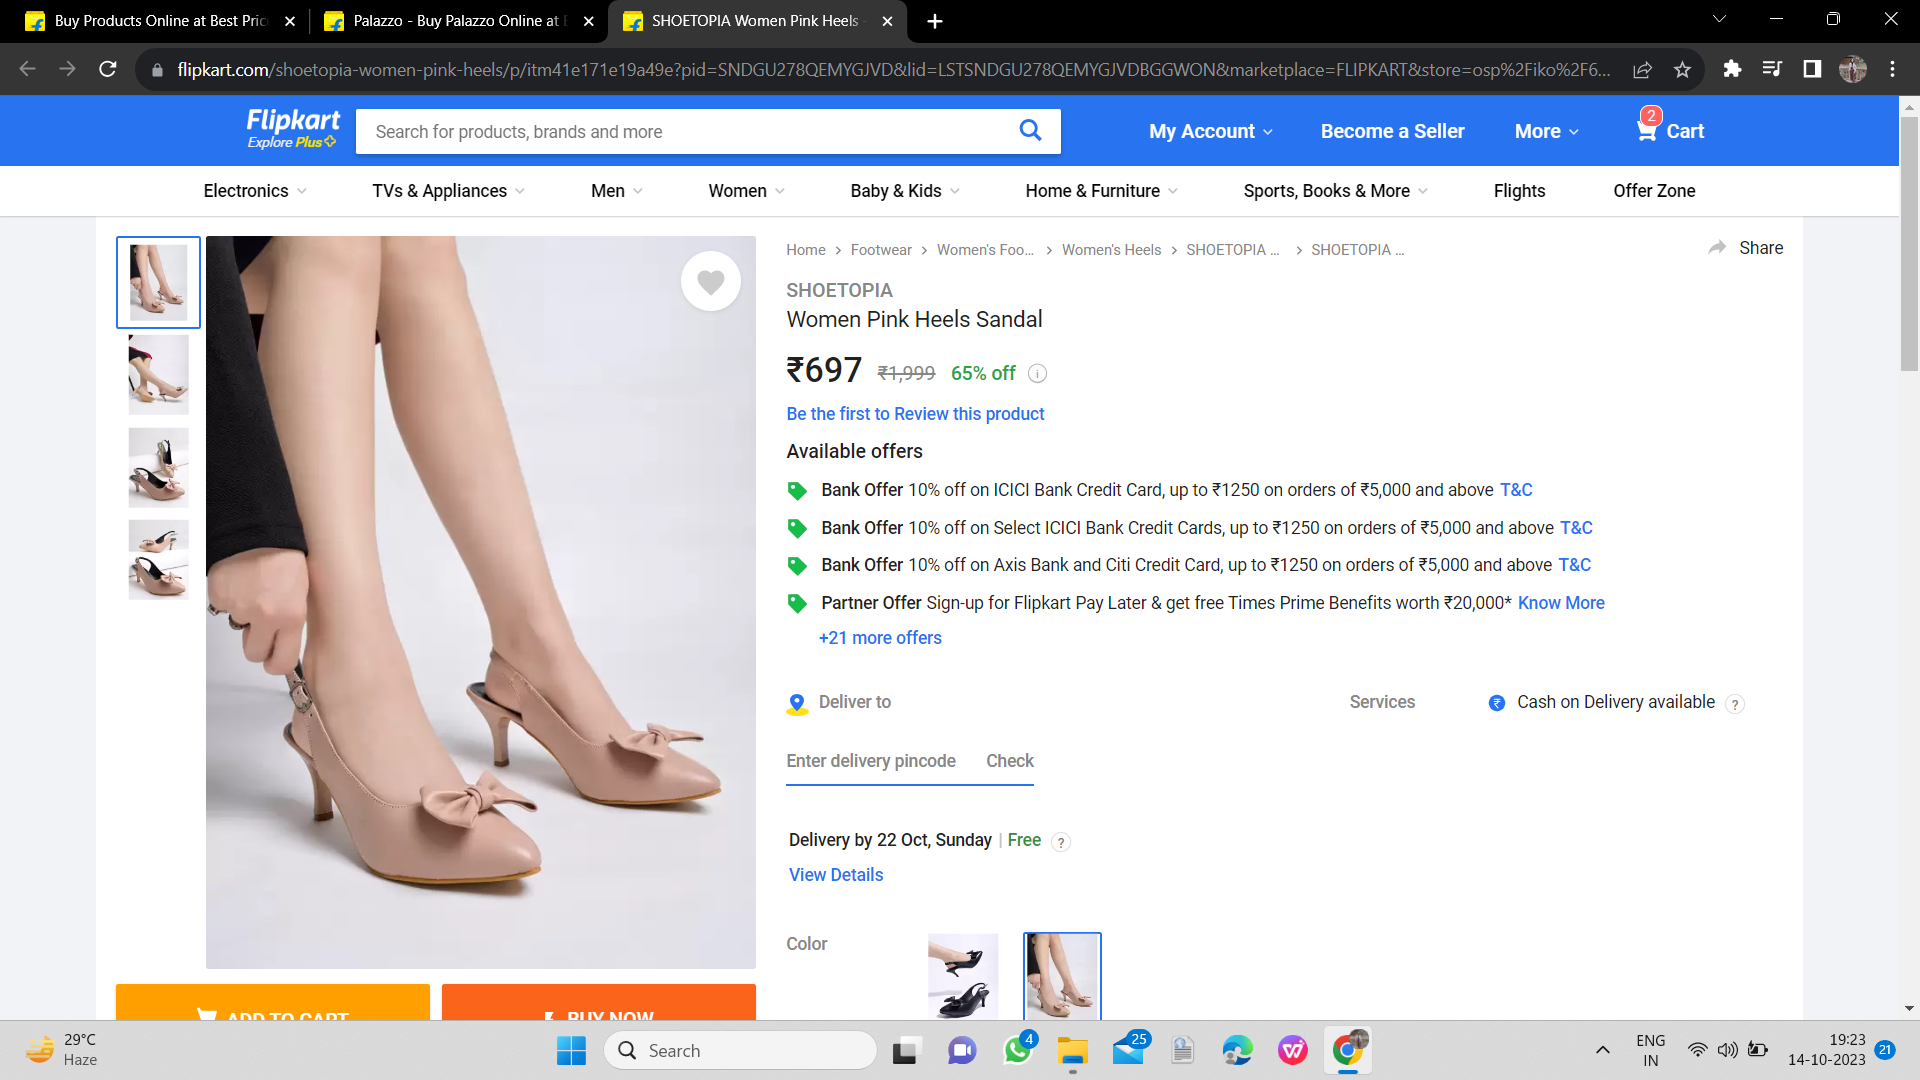 Buy Products Online at Best Pric
Palazzo - Buy Palazzo Online at B
SHOETOPIA Women Pink Heels -
flipkart.com/shoetopia-women-pink-heels/p/itm41e171e19a49e?pid=SNDGU278QEMYGJVD&lid=LSTSNDGU278QEMYGJVDBGGWON&marketplace=FLIPKART&store=osp%2Fiko%2F6...
Flipkart
Explore Plus
Search for products, brands and more
My Account
Become a Seller
More
2
Cart
Electronics
TVs & Appliances
Men
Women
Baby & Kids
Home & Furniture
Sports, Books & More
Flights
Offer Zone
Home > Footwear > Women's Foo... > Women's Heels > SHOETOPIA ... > SHOETOPIA ...
Share
SHOETOPIA
Women Pink Heels Sandal
₹697 ₹1,999 65% off
Be the first to Review this product
Available offers
Bank Offer 10% off on ICICI Bank Credit Card, up to ₹1250 on orders of ₹5,000 and above T&C
Bank Offer 10% off on Select ICICI Bank Credit Cards, up to ₹1250 on orders of ₹5,000 and above T&C
Bank Offer 10% off on Axis Bank and Citi Credit Card, up to ₹1250 on orders of ₹5,000 and above T&C
Partner Offer Sign-up for Flipkart Pay Later & get free Times Prime Benefits worth ₹20,000* Know More
+21 more offers
Deliver to
Services
₹ Cash on Delivery available ?
Enter delivery pincode
Check
Delivery by 22 Oct, Sunday | Free ?
View Details
Color
ADD TO CART
BUY NOW
29°C
Haze
Search
4
25
ENG
IN
19:23
14-10-2023
21